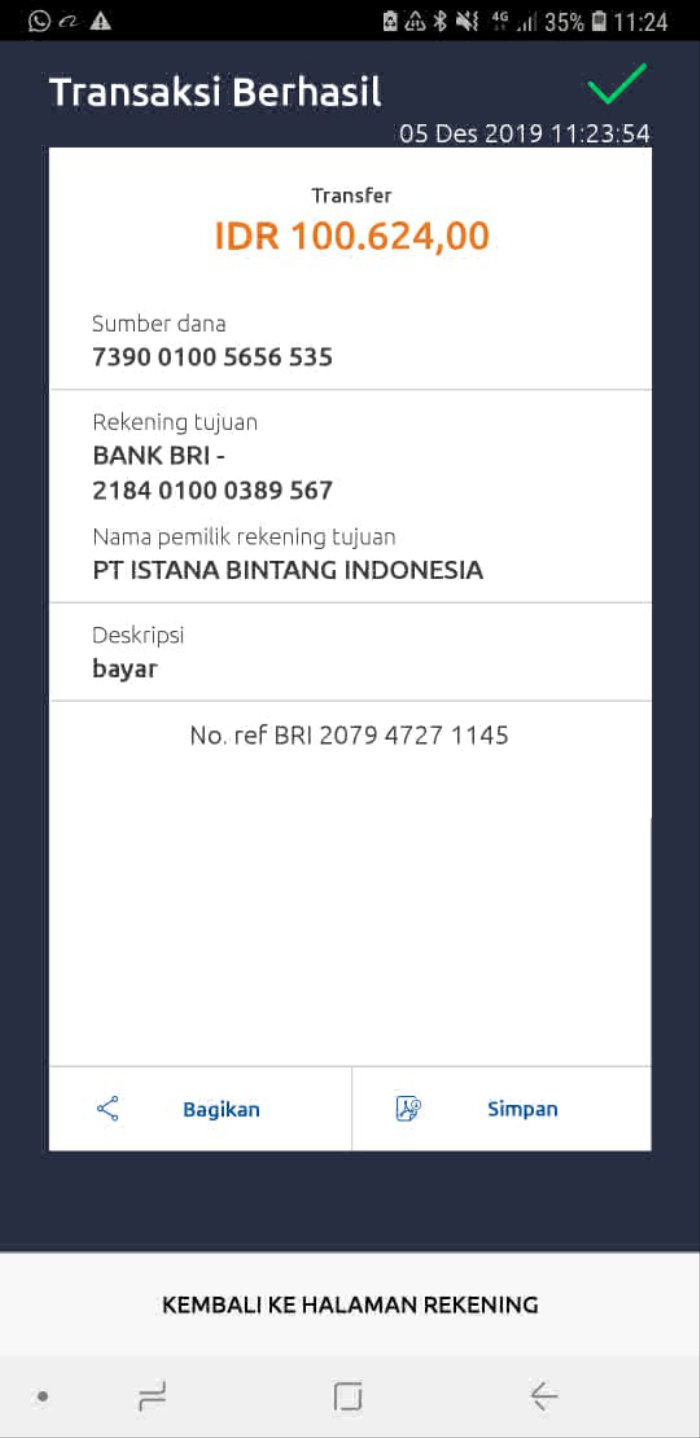 4G 35% 11:24
Transaksi Berhasil
05 Des 2019 11:23:54
Transfer
IDR 100.624,00
Sumber dana
7390 0100 5656 535
Rekening tujuan
BANK BRI -
2184 0100 0389 567
Nama pemilik rekening tujuan
PT ISTANA BINTANG INDONESIA
Deskripsi
bayar
No. ref BRI 2079 4727 1145
Bagikan Simpan
KEMBALI KE HALAMAN REKENING